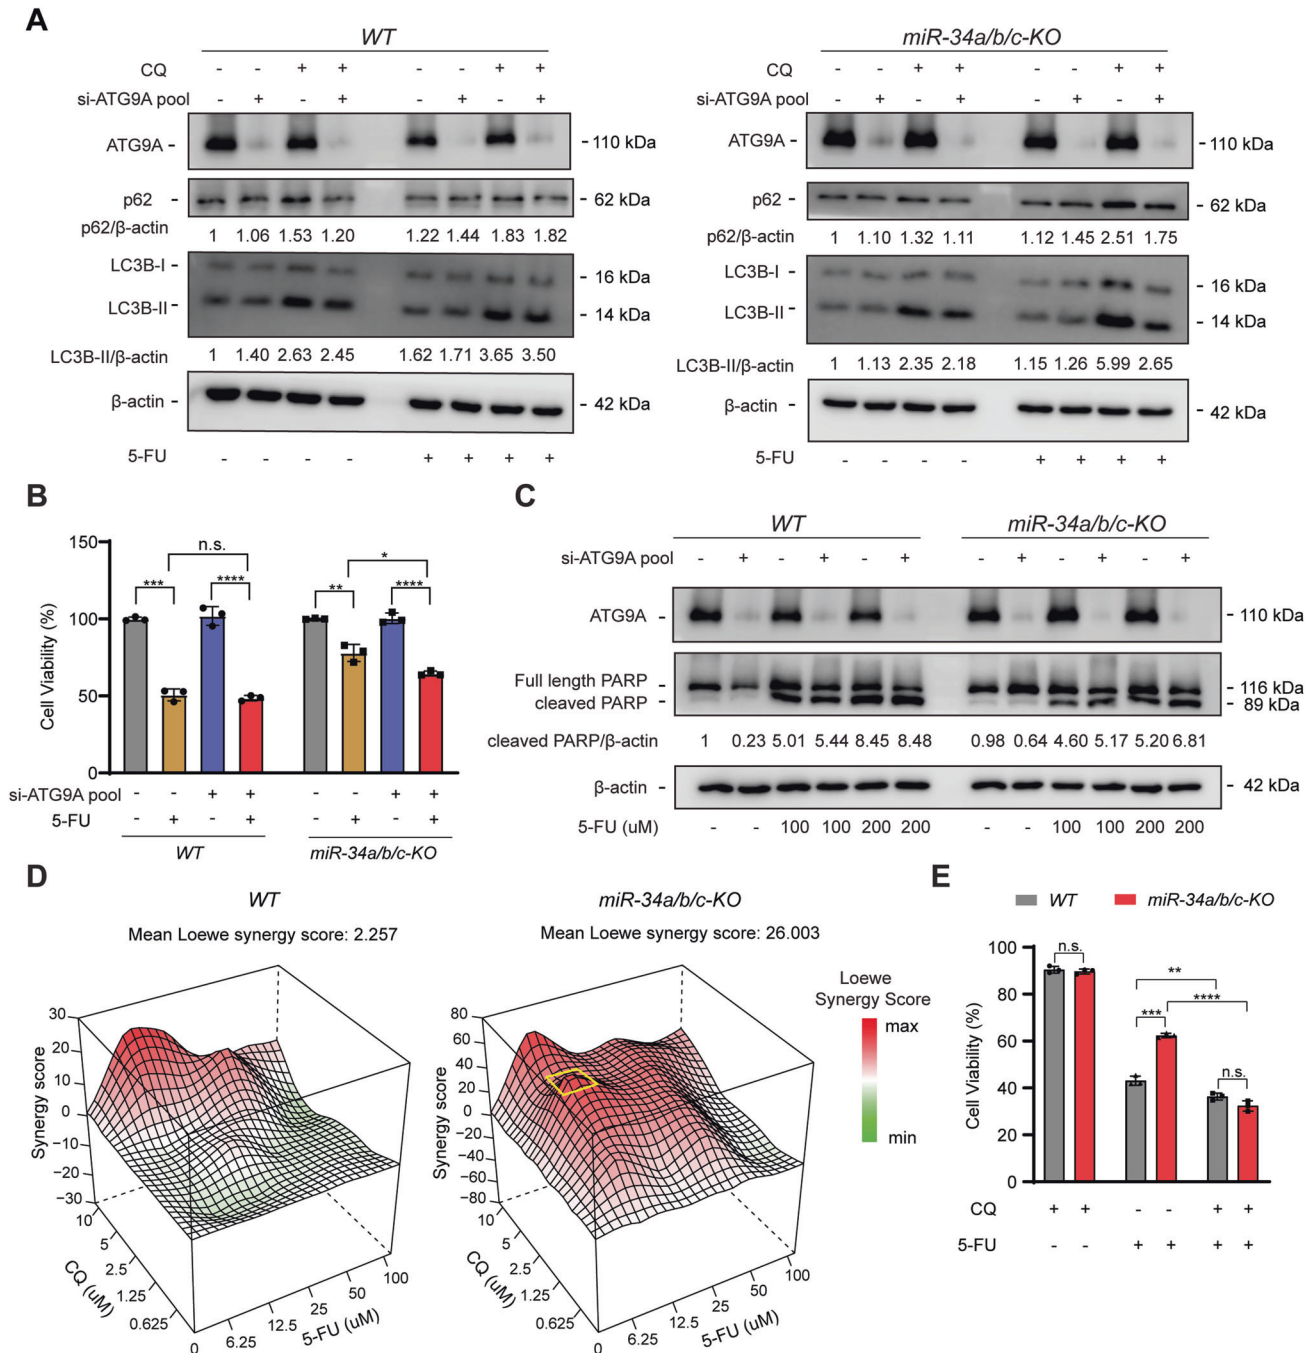 A
WT
CQ - - + + - - + +
si-ATG9A pool - + - + - + - +
ATG9A - - 110 kDa
p62 - - 62 kDa
p62/β-actin 1 1.06 1.53 1.20 1.22 1.44 1.83 1.82
LC3B-I - - 16 kDa
LC3B-II - - 14 kDa
LC3B-II/β-actin 1 1.40 2.63 2.45 1.62 1.71 3.65 3.50
β-actin - - 42 kDa
5-FU - - - - + + + +
miR-34a/b/c-KO
CQ - - + + - - + +
si-ATG9A pool - + - + - + - +
ATG9A - - 110 kDa
p62 - - 62 kDa
p62/β-actin 1 1.10 1.32 1.11 1.12 1.45 2.51 1.75
LC3B-I - - 16 kDa
LC3B-II - - 14 kDa
LC3B-II/β-actin 1 1.13 2.35 2.18 1.15 1.26 5.99 2.65
β-actin - - 42 kDa
5-FU - - - - + + + +
B
Cell Viability (%)
150
100
50
0
n.s.
*** ****
*
** ****
si-ATG9A pool - - + + - - + +
5-FU - + - + - + - +
WT miR-34a/b/c-KO
C
WT miR-34a/b/c-KO
si-ATG9A pool - + - + - + - + - + - +
ATG9A - - 110 kDa
Full length PARP - - 116 kDa
cleaved PARP - - 89 kDa
cleaved PARP/β-actin 1 0.23 5.01 5.44 8.45 8.48 0.98 0.64 4.60 5.17 5.20 6.81
β-actin - - 42 kDa
5-FU (uM) - - 100 100 200 200 - - 100 100 200 200
D
WT
Mean Loewe synergy score: 2.257
Synergy score
30
20
10
0
−10
−20
−30
10
5
2.5
1.25
0.625
CQ (uM)
0
6.25
12.5
25
50
100
5-FU (uM)
miR-34a/b/c-KO
Mean Loewe synergy score: 26.003
Synergy score
80
60
40
20
0
−20
−40
−60
−80
10
5
2.5
1.25
0.625
CQ (uM)
0
6.25
12.5
25
50
100
5-FU (uM)
Loewe
Synergy Score
max
min
E
WT miR-34a/b/c-KO
Cell Viability (%)
100
80
60
40
20
0
n.s.
**
*** ****
n.s.
CQ + + - - + +
5-FU - - + + + +